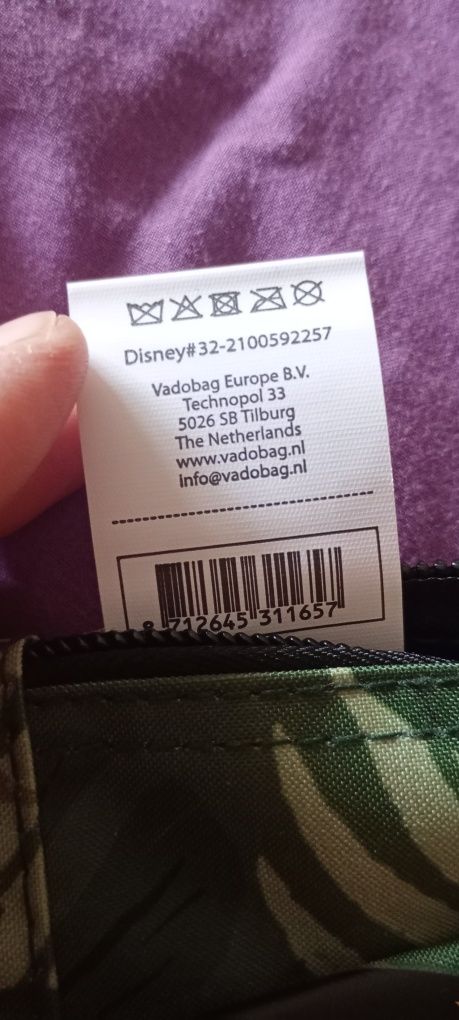 Disney#32-2100592257
Vadobag Europe B.V.
Technopol 33
5026 SB Tilburg
The Netherlands
www.vadobag.nl
info@vadobag.nl
8 712645 311657